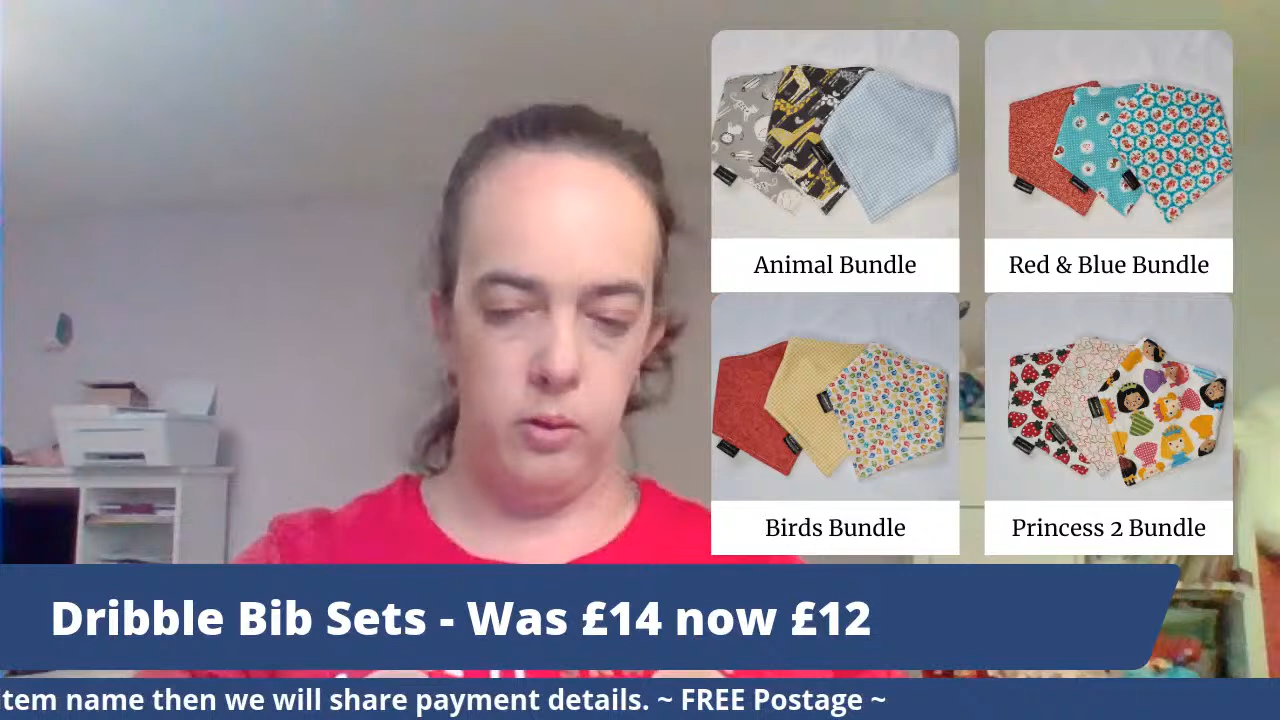 Animal Bundle
Red & Blue Bundle
Birds Bundle
Princess 2 Bundle
Dribble Bib Sets - Was £14 now £12
tem name then we will share payment details. ~ FREE Postage ~